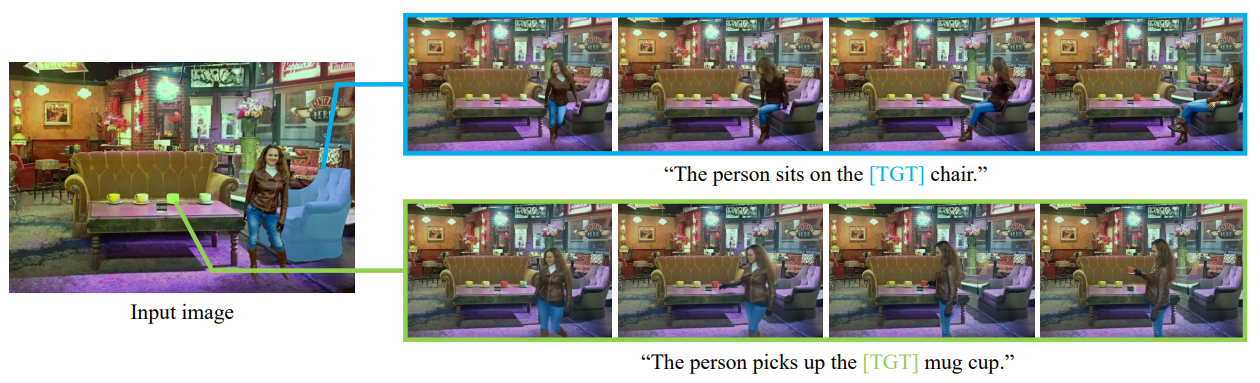 “The person sits on the [TGT] chair.”
Input image
“The person picks up the [TGT] mug cup.”